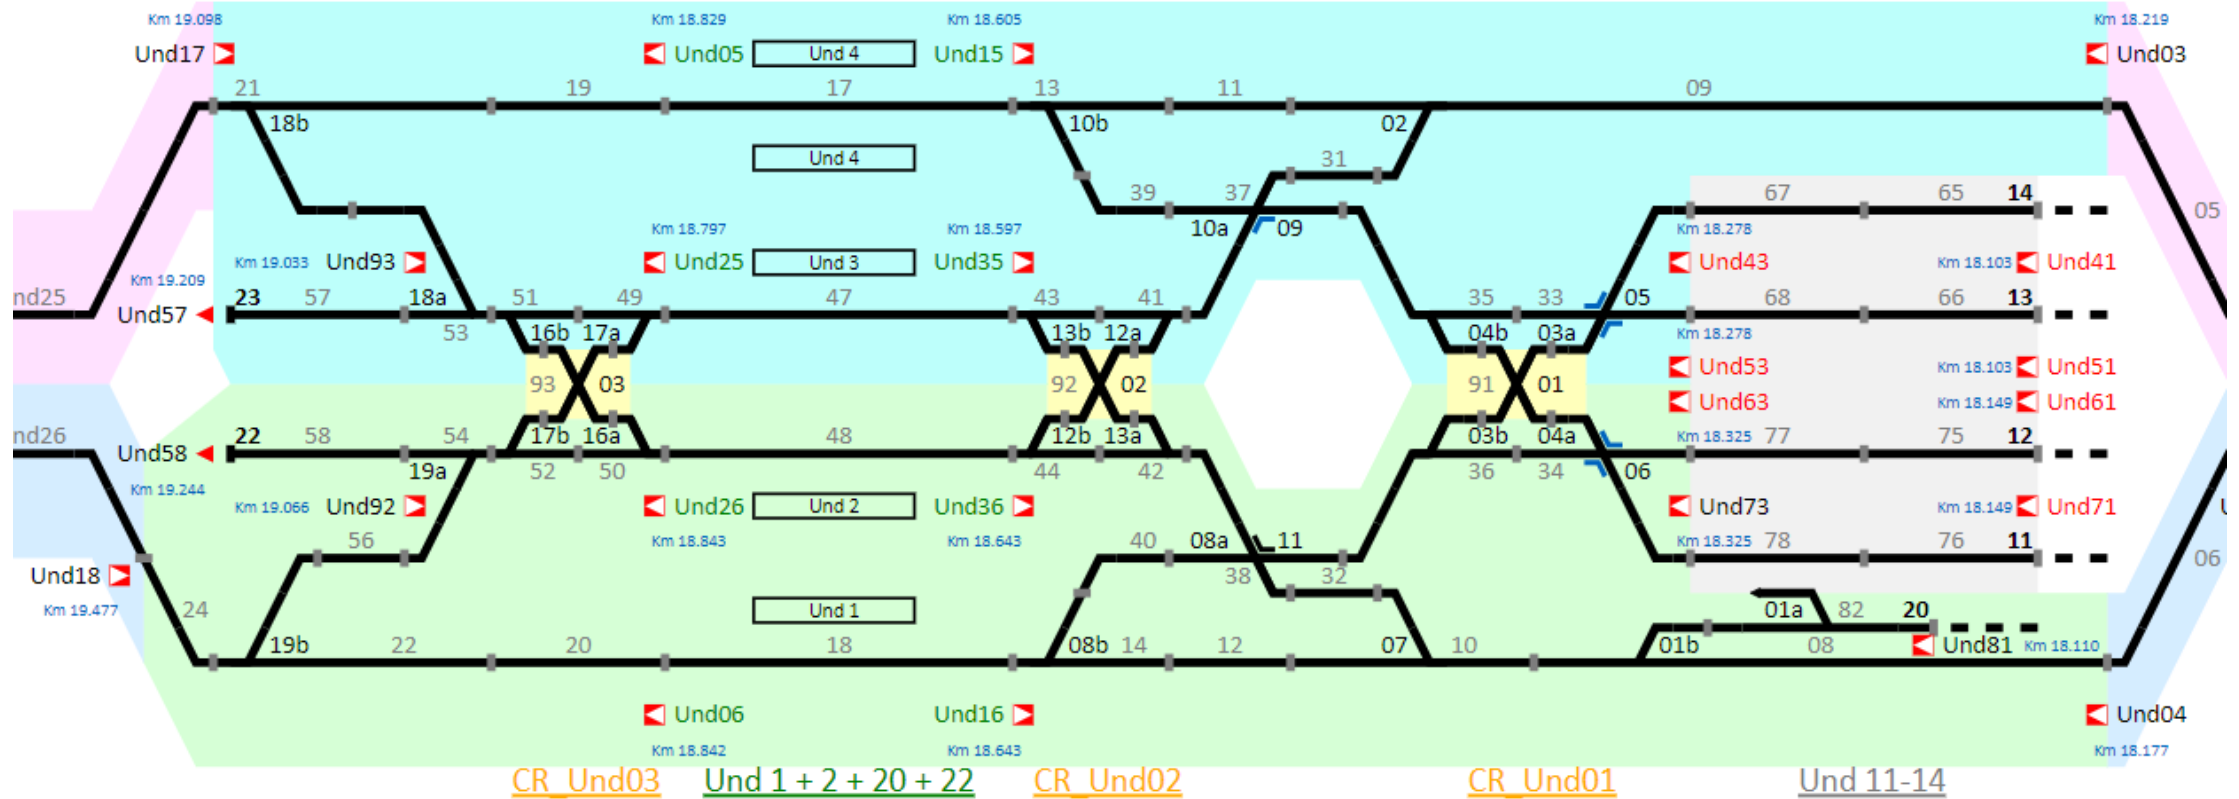 Km 19.098 Km 18.829 Km 18.605 Km 18.219
Und17 Und05 Und 4 Und15 Und03
21 19 17 13 11 09
18b 10b 02
Und 4 31
39 37 67 65 14
05
10a 09
Km 18.797 Km 18.597 Km 18.278
Km 19.033 Und93 Und25 Und 3 Und35 Und43 Km 18.103 Und41
Km 19.209
nd25 23 57 18a 51 49 47 43 41 35 33 05 68 66 13
Und57
53 16b 17a 13b 12a 04b 03a Km 18.278
Und53 Km 18.103 Und51
93 03 92 02 91 01
Und63 Km 18.149 Und61
nd26 22 58 54 17b 16a 48 12b 13a 03b 04a Km 18.325 77 75 12
Und58
19a 52 50 44 42 36 34 06
Km 19.244
Km 19.066 Und92 Und26 Und 2 Und36 Und73 Km 18.149 Und71
56 Km 18.843 Km 18.543 40 08a 11 Km 18.325 78 76 11
06
Und18 38 32
Km 19.477 24 Und 1 01a 82 20
19b 22 20 18 08b 14 12 07 10 01b 08 Und81 Km 18.110
Und06 Und16 Und04
Km 18.842 Km 18.643 Km 18.177
CR_Und03 Und 1 + 2 + 20 + 22 CR_Und02 CR_Und01 Und 11-14